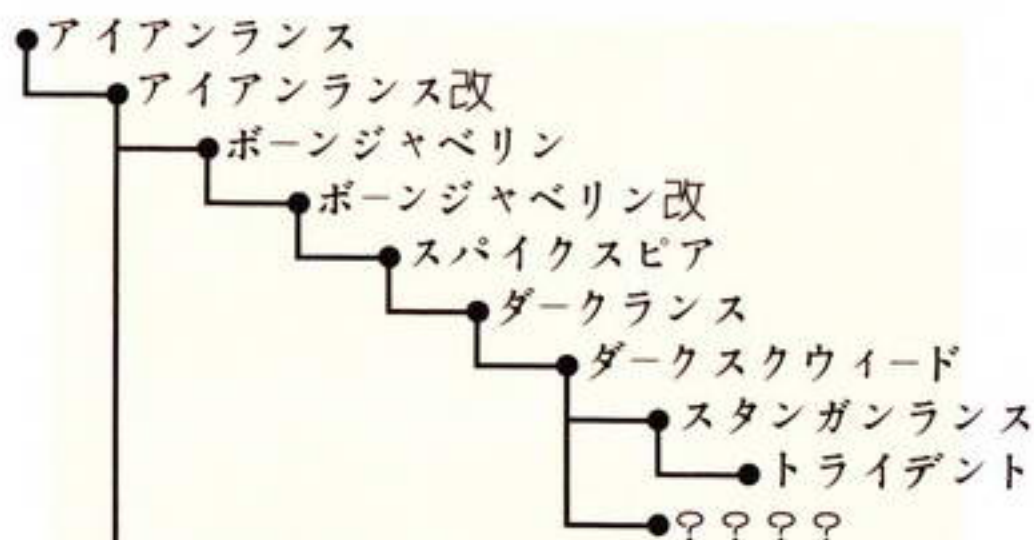 アイアンランス
アイアンランス改
ボーンジャベリン
ボーンジャベリン改
スパイクスピア
ダークランス
ダークスクウィード
スタンガンランス
トライデント
？？？？